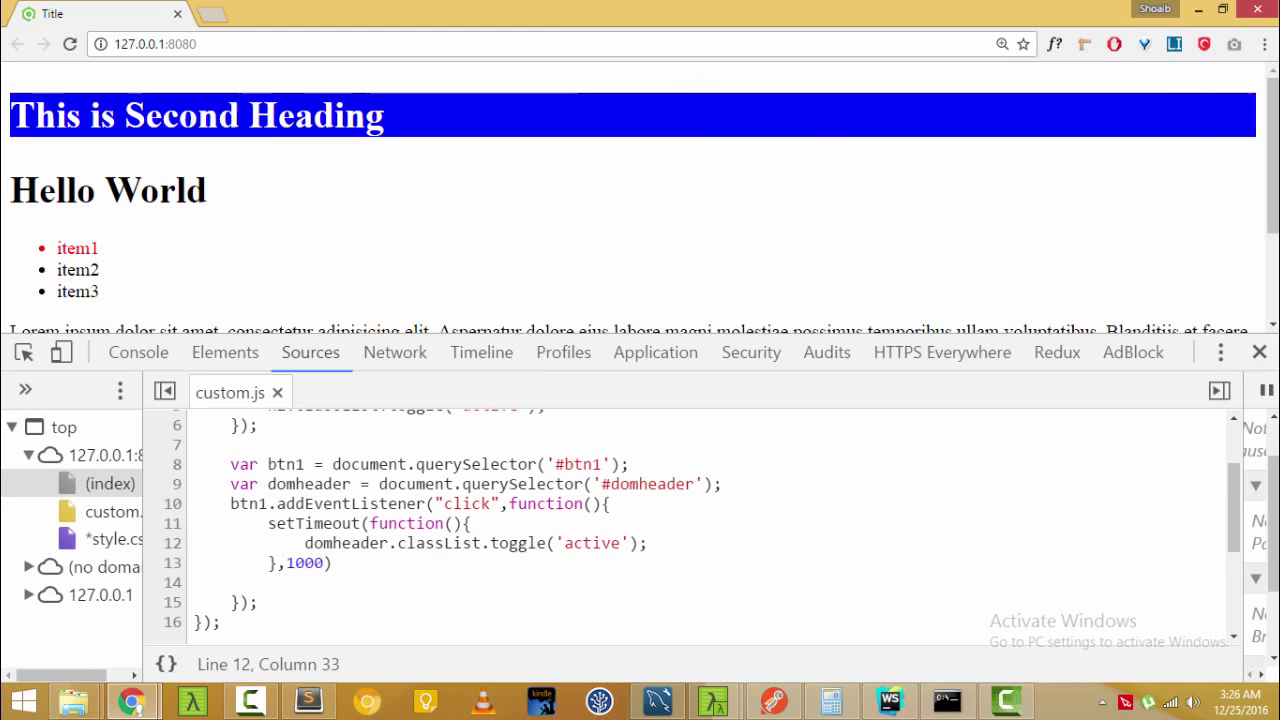 Title
Shoaib
127.0.0.1:8080
f?
LI
This is Second Heading
Hello World
item1
item2
item3
Lorem ipsum dolor sit amet, consectetur adipisicing elit. Aspernatur dolore eius labore magni molestiae possimus temporibus ullam voluptatibus. Blanditiis et facere
Console Elements Sources Network Timeline Profiles Application Security Audits HTTPS Everywhere Redux AdBlock
custom.js
top
127.0.0.1:8
(index)
custom.
*style.cs
(no domai
127.0.0.1
6 });
7
8 var btn1 = document.querySelector('#btn1');
9 var domheader = document.querySelector('#domheader');
10 btn1.addEventListener("click",function(){
11 setTimeout(function(){
12 domheader.classList.toggle('active');
13 },1000)
14
15 });
16 });
Not
Activate Windows
Go to PC settings to activate Windows.
{} Line 12, Column 33
kindle
WS
3:26 AM
12/25/2016